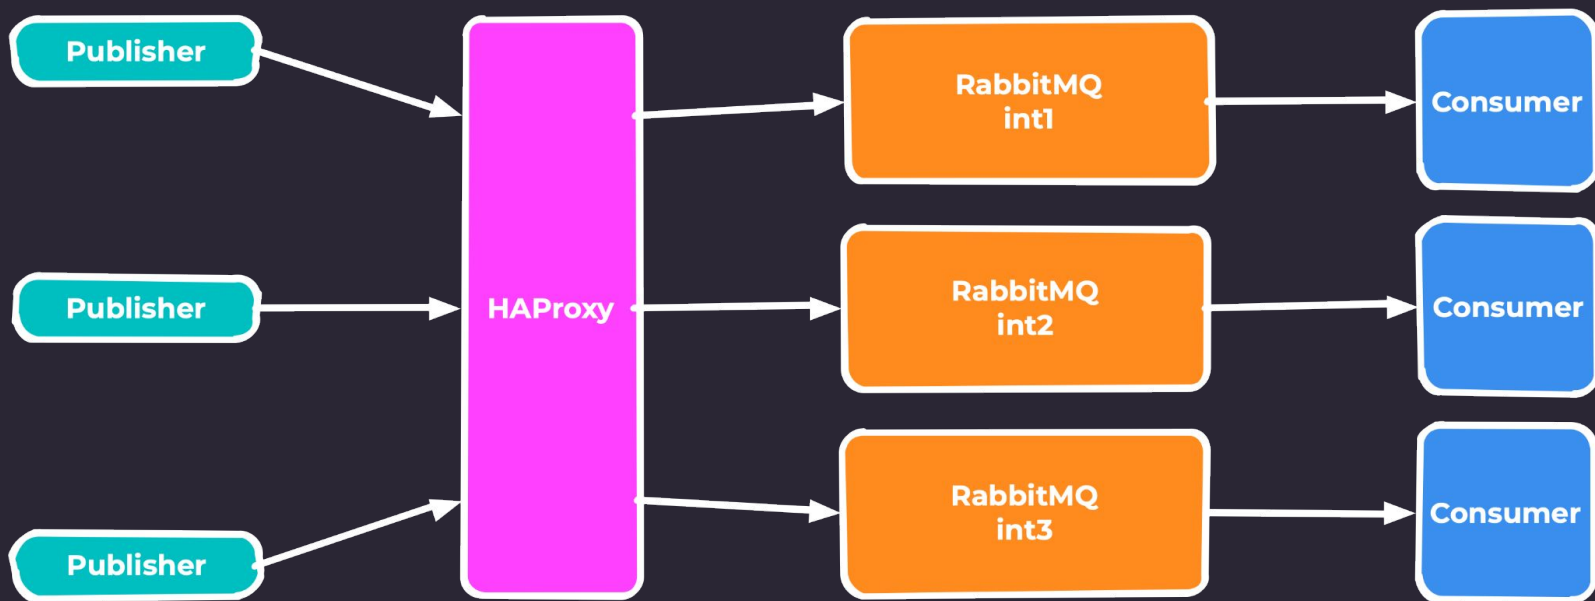 Publisher
Publisher
Publisher
HAProxy
RabbitMQ
int1
RabbitMQ
int2
RabbitMQ
int3
Consumer
Consumer
Consumer